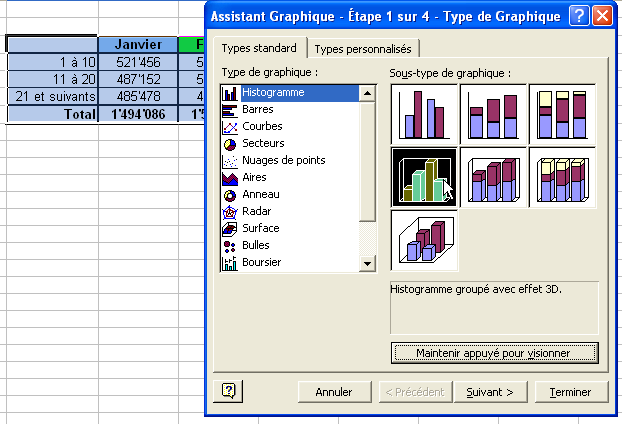 Assistant Graphique - Étape 1 sur 4 - Type de Graphique
Types standard
Types personnalisés
Type de graphique :
Histogramme
Barres
Courbes
Secteurs
Nuages de points
Aires
Anneau
Radar
Surface
Bulles
Boursier
Sous-type de graphique :
Histogramme groupé avec effet 3D.
Maintenir appuyé pour visionner
Annuler
< Précédent
Suivant >
Terminer
Janvier F
1 à 10 521'456 5
11 à 20 487'152 5
21 et suivants 485'478 4
Total 1'494'086